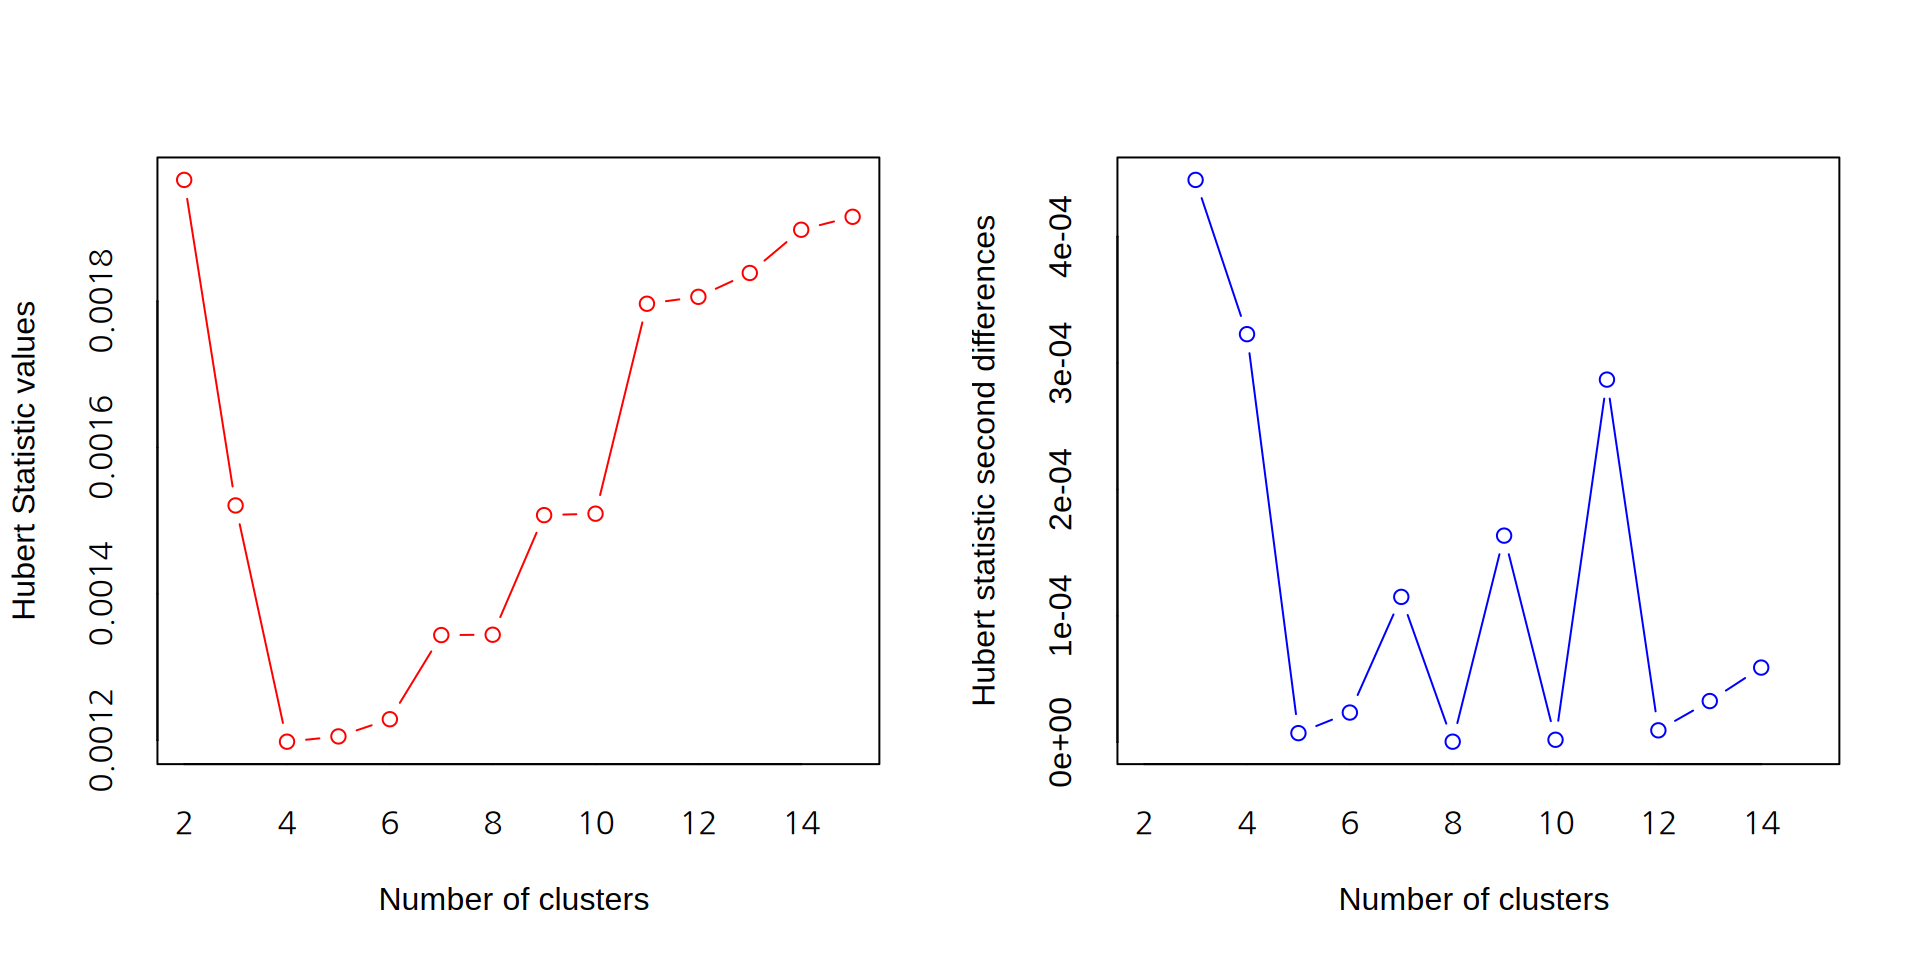 Hubert Statistic values
0.0012 0.0014 0.0016 0.0018
2 4 6 8 10 12 14
Number of clusters
Hubert statistic second differences
0e+00 1e-04 2e-04 3e-04 4e-04
2 4 6 8 10 12 14
Number of clusters